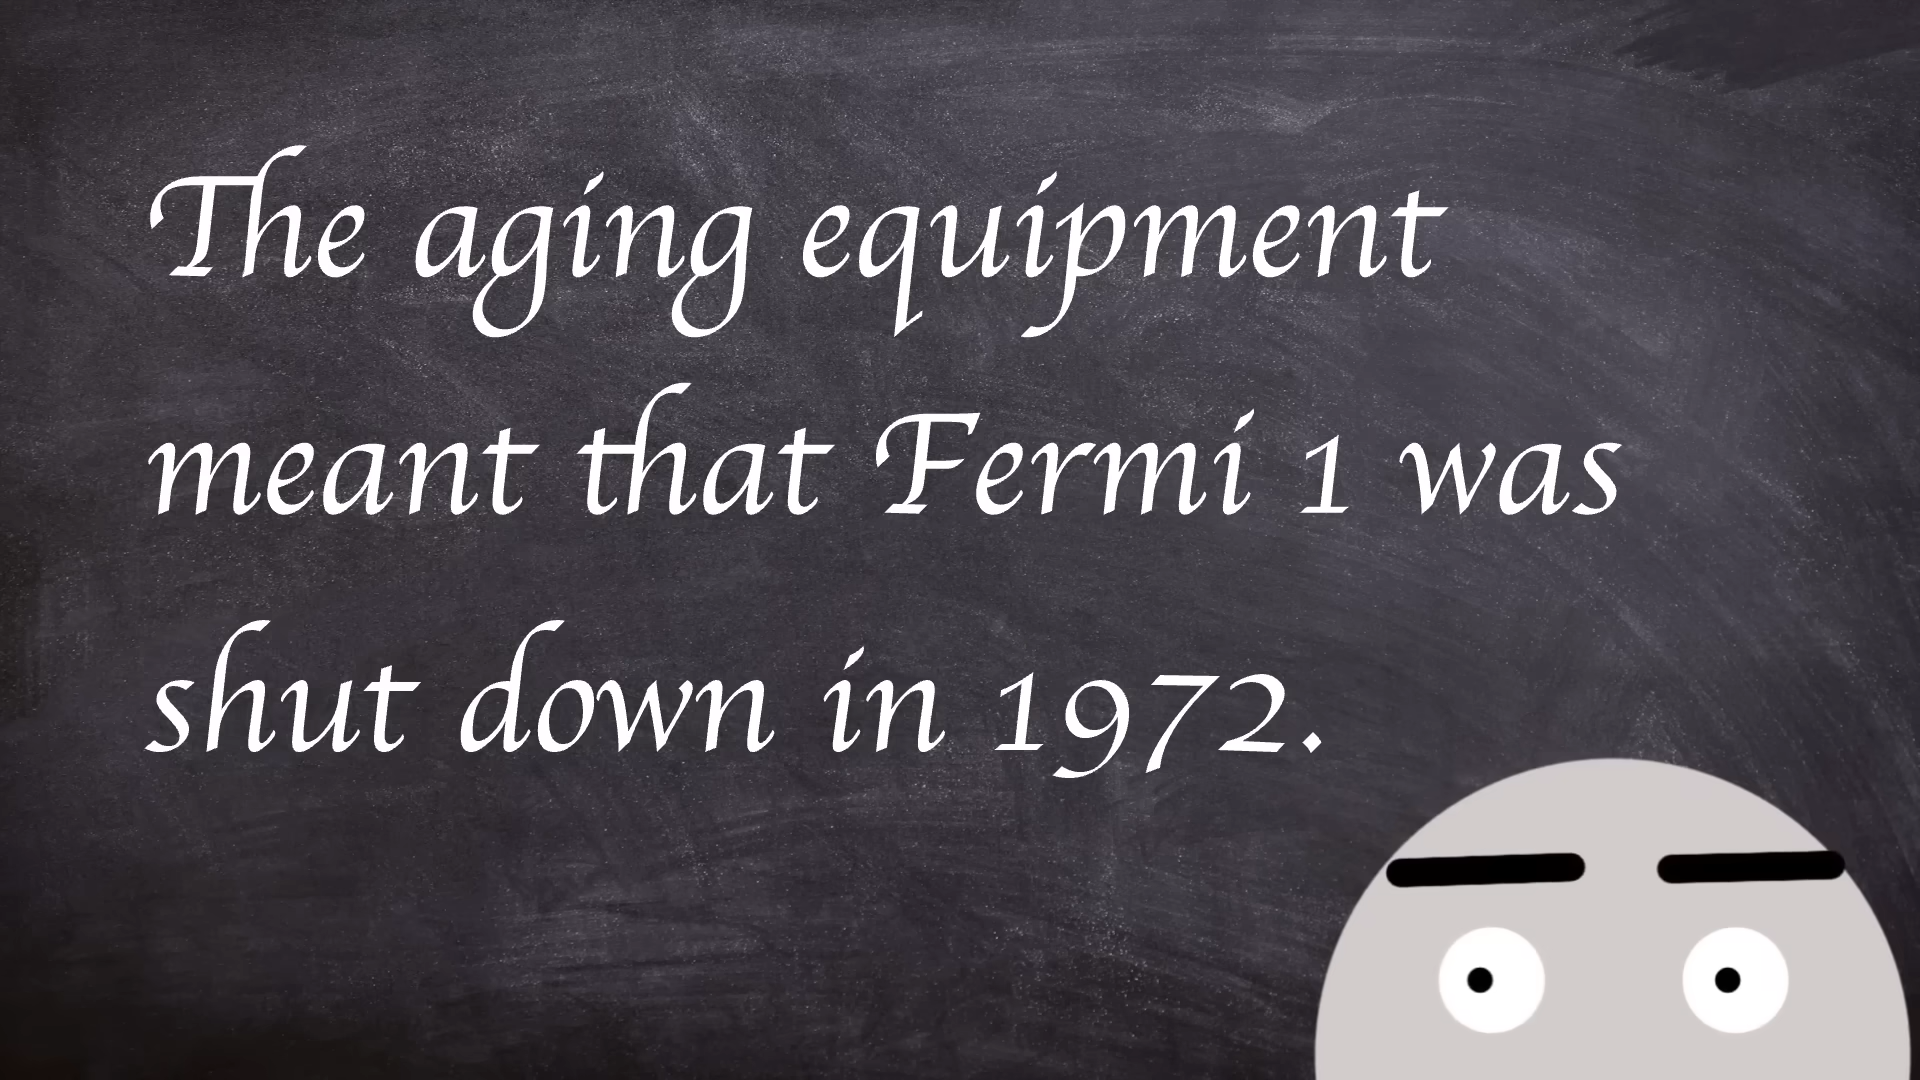 The aging equipment
meant that Fermi 1 was
shut down in 1972.